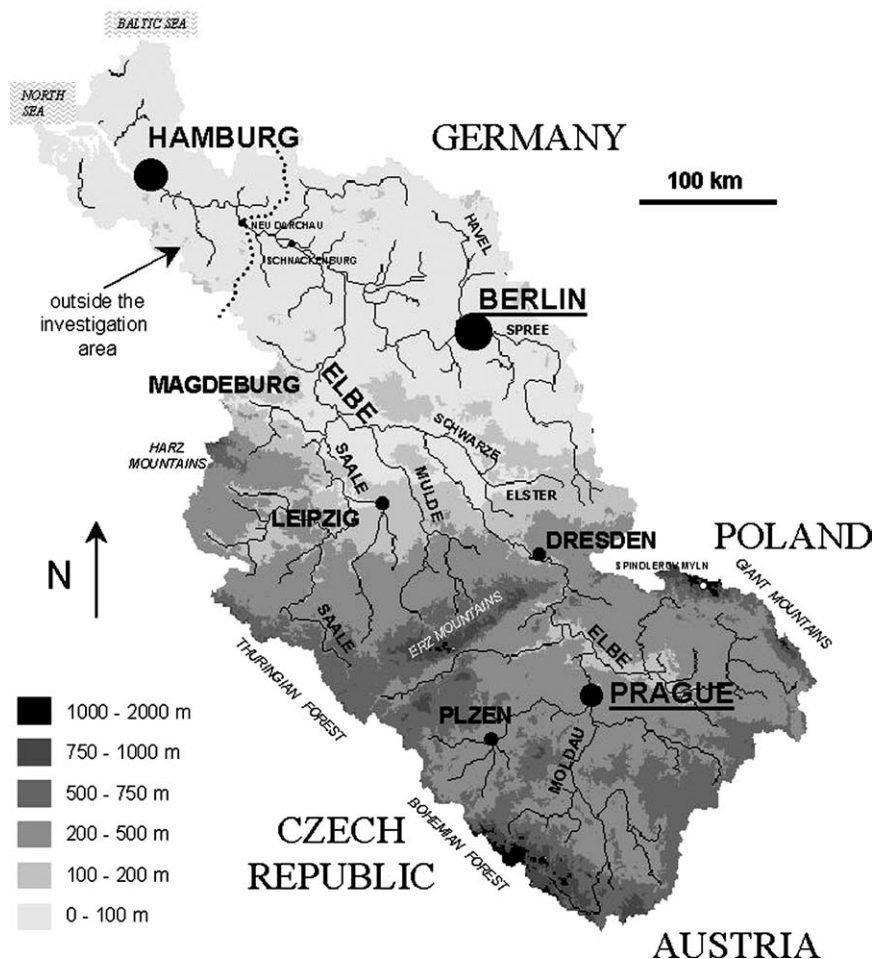 BALTIC SEA
NORTH
SEA
HAMBURG
GERMANY
100 km
HAVEL
NEU DARCHAU
SCHNACKENBURG
outside the
investigation
area
BERLIN
SPREE
MAGDEBURG
ELBE
SCHWARZE
HARZ
MOUNTAINS
SAALE
MULDE
ELSTER
LEIPZIG
DRESDEN
POLAND
N
SPINDLERUV MYLN
GIANT MOUNTAINS
SAALE
ERZ MOUNTAINS
ELBE
THURINGIAN FOREST
PRAGUE
PLZEN
MOLDAU
BOHEMIAN FOREST
CZECH
REPUBLIC
AUSTRIA
1000 - 2000 m
750 - 1000 m
500 - 750 m
200 - 500 m
100 - 200 m
0 - 100 m